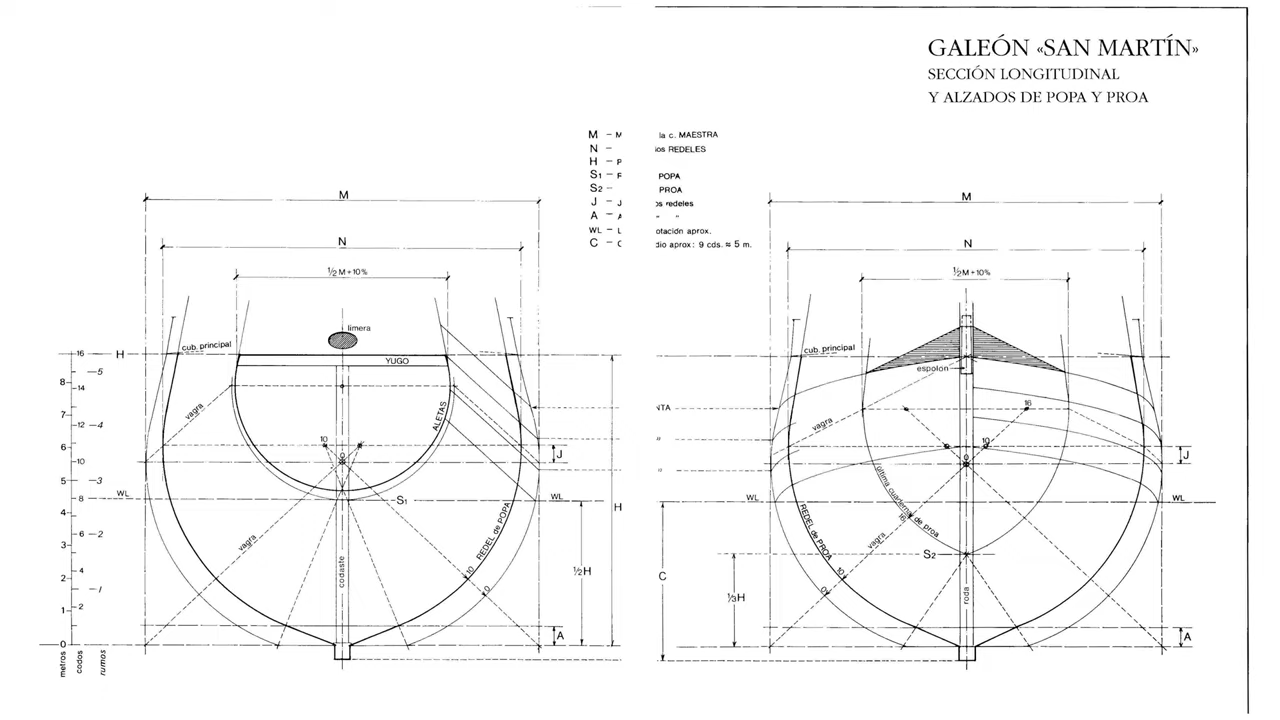 GALEÓN «SAN MARTÍN»
SECCIÓN LONGITUDINAL
Y ALZADOS DE POPA Y PROA
M – M la c. MAESTRA
N – os REDELES
H – P
S1 – F POPA
S2 – PROA
J – J os redeles
A – A " "
WL – L otación aprox.
C – C dio aprox: 9 cds. ≈ 5 m.
M
N
½M+10%
limera
cub. principal
H
YUGO
vagra
ALETAS
10
0
J
WL
S1
WL
H
REDEL de POPA
vagra
codaste
½H
10
0
A
16
14
12
10
8
6
4
2
8
7
6
5
4
3
2
1
0
5
4
3
2
1
metros
codos
rumos
M
N
½M+10%
cub. principal
espolon
NTA
16
vagra
10
0
J
WL
WL
última cuaderna de proa
16
REDEL de PROA
vagra
S2
C
⅓H
roda
10
0
A